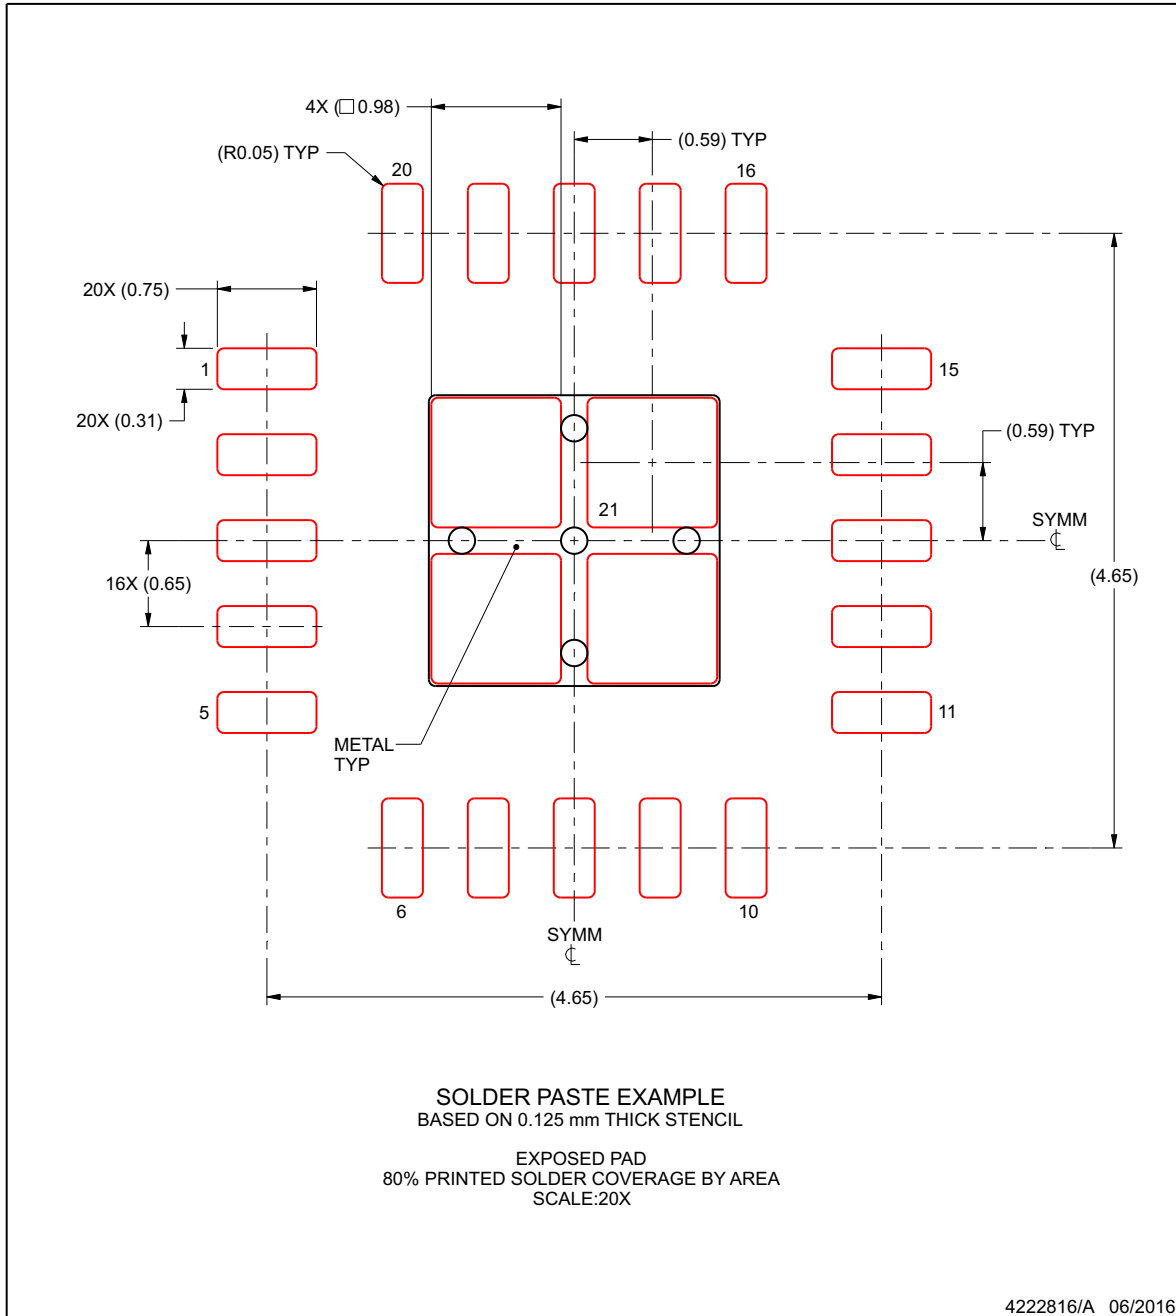 4X (□ 0.98)
(0.59) TYP
(R0.05) TYP
20
16
20X (0.75)
1
15
20X (0.31)
(0.59) TYP
21
SYMM
℄
16X (0.65)
(4.65)
5
11
METAL
TYP
6
10
SYMM
℄
(4.65)
SOLDER PASTE EXAMPLE
BASED ON 0.125 mm THICK STENCIL
EXPOSED PAD
80% PRINTED SOLDER COVERAGE BY AREA
SCALE:20X
4222816/A 06/2016